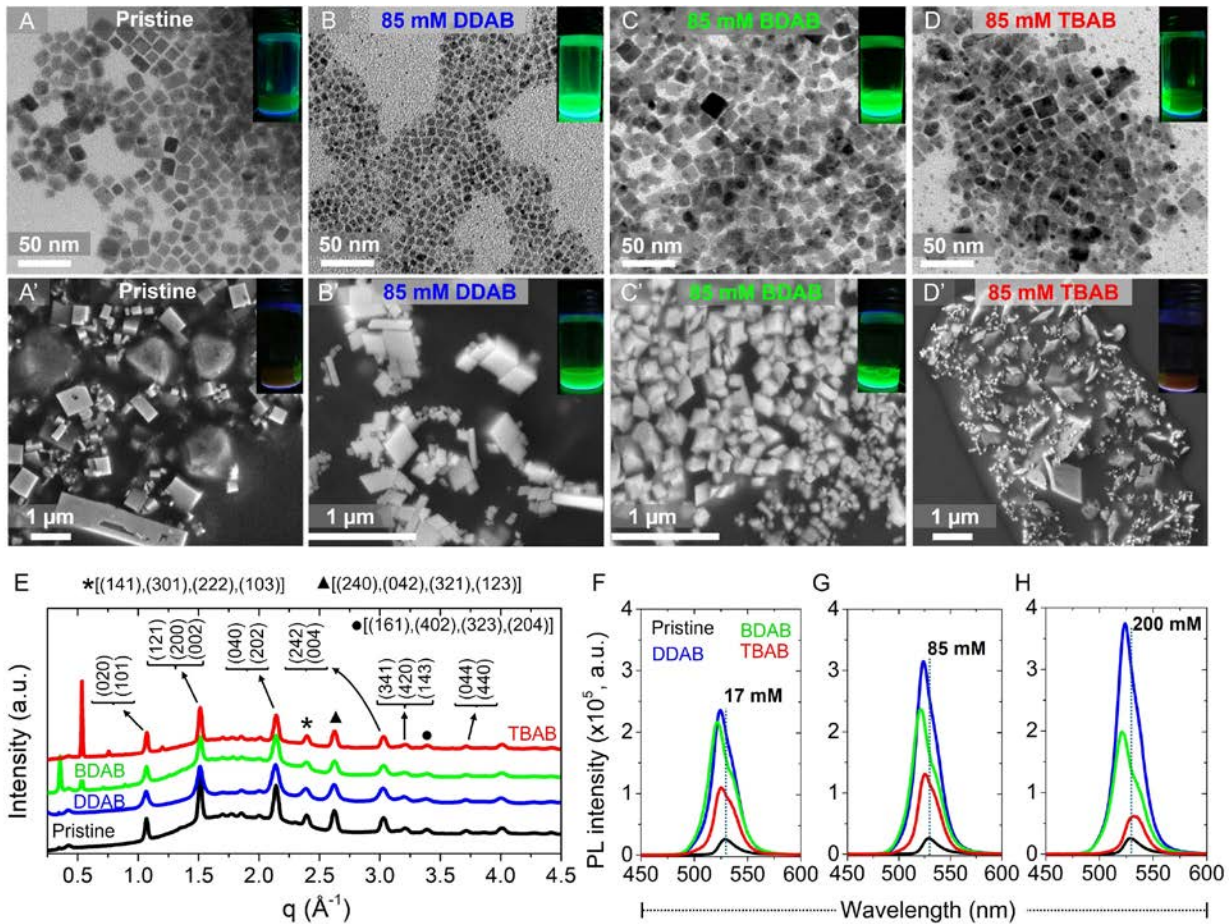 A
Pristine
50 nm
B
85 mM DDAB
50 nm
C
85 mM BDAB
50 nm
D
85 mM TBAB
50 nm
A'
Pristine
1 µm
B'
85 mM DDAB
1 µm
C'
85 mM BDAB
1 µm
D'
85 mM TBAB
1 µm
E
*[(141),(301),(222),(103)]
▲[(240),(042),(321),(123)]
●[(161),(402),(323),(204)]
(020)
(101)
(121)
(200)
(002)
(040)
(202)
(242)
(004)
(341)
(420)
(143)
(044)
(440)
* ▲ ●
TBAB
BDAB
DDAB
Pristine
Intensity (a.u.)
0.5 1.0 1.5 2.0 2.5 3.0 3.5 4.0 4.5
q (Å⁻¹)
F
Pristine
BDAB
DDAB
TBAB
17 mM
PL intensity (x10⁵, a.u.)
4
3
2
1
0
450 500 550 600
G
85 mM
4
3
2
1
0
450 500 550 600
H
200 mM
4
3
2
1
0
450 500 550 600
Wavelength (nm)